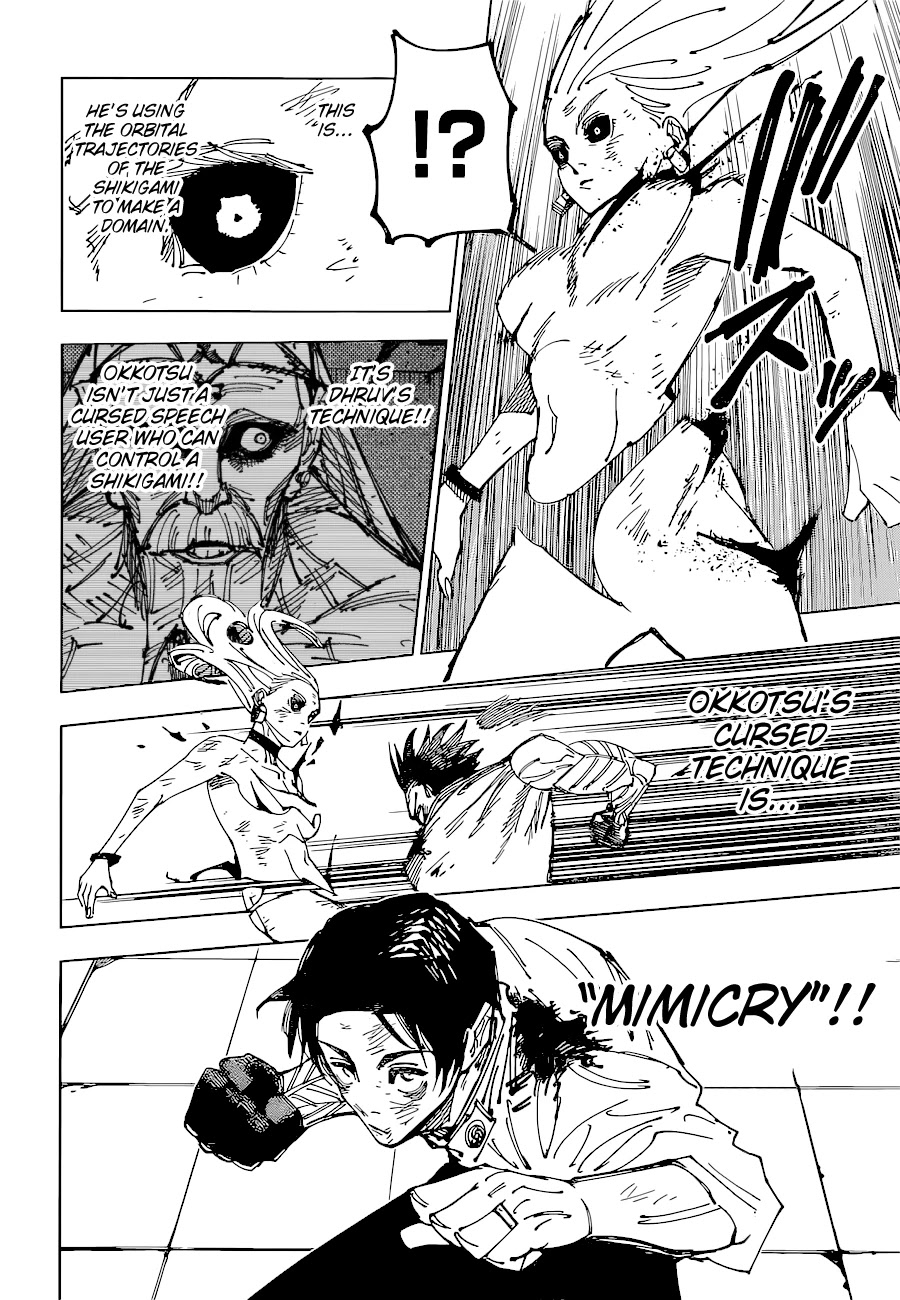 !?
THIS
IS...
HE'S USING
THE ORBITAL
TRAJECTORIES
OF THE
SHIKIGAMI
TO MAKE A
DOMAIN.
IT'S
DHRUV'S
TECHNIQUE!!
OKKOTSU
ISN'T JUST A
CURSED SPEECH
USER WHO CAN
CONTROL A
SHIKIGAMI!!
OKKOTSU'S
CURSED
TECHNIQUE
IS...
"MIMICRY"!!